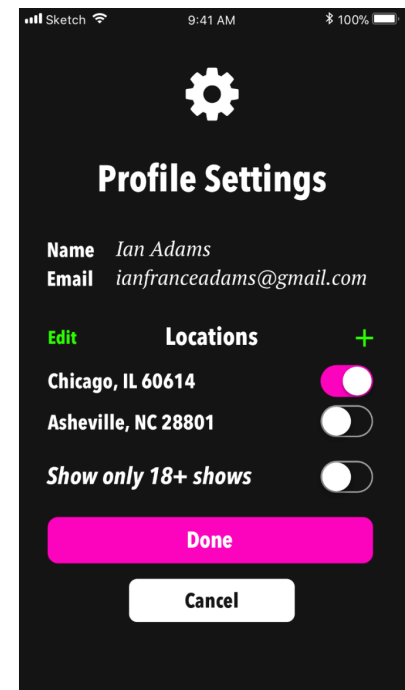 Sketch 9:41 AM 100%
Profile Settings
Name Ian Adams
Email ianfranceadams@gmail.com
Edit Locations +
Chicago, IL 60614
Asheville, NC 28801
Show only 18+ shows
Done
Cancel